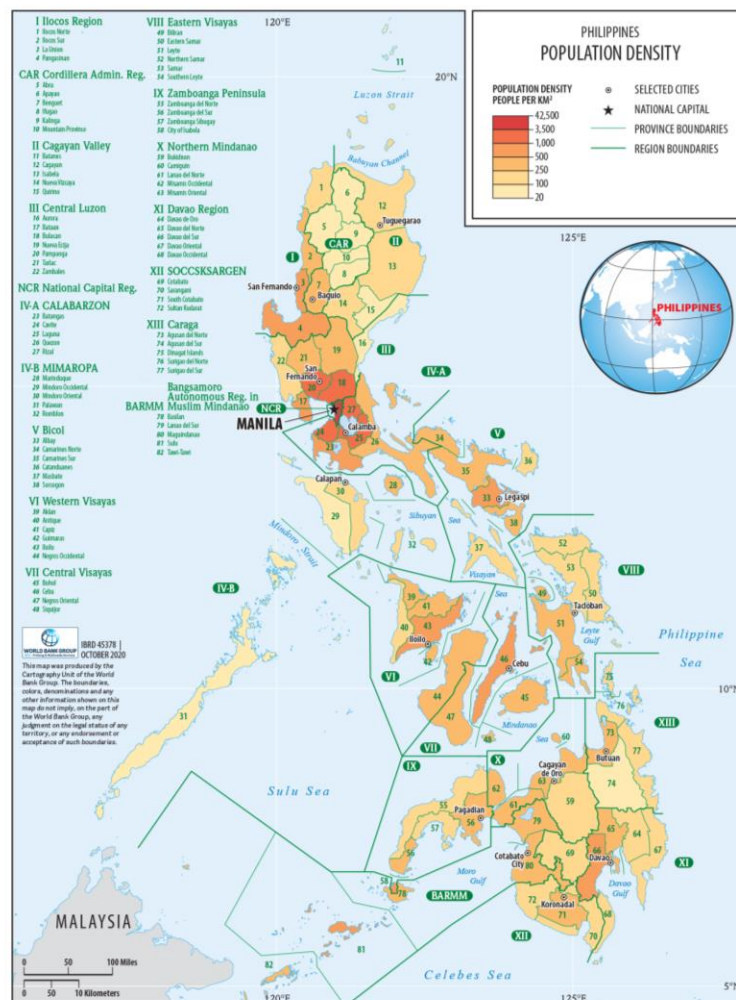 I Ilocos Region
1 Ilocos Norte
2 Ilocos Sur
3 La Union
4 Pangasinan
CAR Cordillera Admin. Reg.
5 Abra
6 Apayao
7 Benguet
8 Ifugao
9 Kalinga
10 Mountain Province
II Cagayan Valley
11 Batanes
12 Cagayan
13 Isabela
14 Nueva Vizcaya
15 Quirino
III Central Luzon
16 Aurora
17 Bataan
18 Bulacan
19 Nueva Ecija
20 Pampanga
21 Tarlac
22 Zambales
NCR National Capital Reg.
IV-A CALABARZON
23 Batangas
24 Cavite
25 Laguna
26 Quezon
27 Rizal
IV-B MIMAROPA
28 Marinduque
29 Mindoro Occidental
30 Mindoro Oriental
31 Palawan
32 Romblon
V Bicol
33 Albay
34 Camarines Norte
35 Camarines Sur
36 Catanduanes
37 Masbate
38 Sorsogon
VI Western Visayas
39 Aklan
40 Antique
41 Capiz
42 Guimaras
43 Iloilo
44 Negros Occidental
VII Central Visayas
45 Bohol
46 Cebu
47 Negros Oriental
48 Siquijor
VIII Eastern Visayas
49 Biliran
50 Eastern Samar
51 Leyte
52 Northern Samar
53 Samar
54 Southern Leyte
IX Zamboanga Peninsula
55 Zamboanga del Norte
56 Zamboanga del Sur
57 Zamboanga Sibugay
58 City of Isabela
X Northern Mindanao
59 Bukidnon
60 Camiguin
61 Lanao del Norte
62 Misamis Occidental
63 Misamis Oriental
XI Davao Region
64 Davao de Oro
65 Davao del Norte
66 Davao del Sur
67 Davao Oriental
68 Davao Occidental
XII SOCCSKSARGEN
69 Cotabato
70 Sarangani
71 South Cotabato
72 Sultan Kudarat
XIII Caraga
73 Agusan del Norte
74 Agusan del Sur
75 Dinagat Islands
76 Surigao del Norte
77 Surigao del Sur
Bangsamoro
Autonomous Reg. in
BARMM Muslim Mindanao
78 Basilan
79 Lanao del Sur
80 Maguindanao
81 Sulu
82 Tawi-Tawi
PHILIPPINES
POPULATION DENSITY
POPULATION DENSITY
PEOPLE PER KM²
42,500
3,500
1,000
500
250
100
20
SELECTED CITIES
NATIONAL CAPITAL
PROVINCE BOUNDARIES
REGION BOUNDARIES
PHILIPPINES
120°E
20°N
125°E
10°N
5°N
120°E
125°E
Luzon Strait
Babuyan Channel
Tuguegarao
San Fernando
Baguio
San
Fernando
MANILA
Calamba
Calapan
Legaspi
Sibuyan
Sea
Mindoro Strait
Visayan
Sea
Iloilo
Cebu
Tacloban
Leyte
Gulf
Philippine
Sea
Mindanao
Sea
Sulu Sea
Cagayan
de Oro
Butuan
Pagadian
Cotabato
City
Davao
Davao
Gulf
Koronadal
Moro
Gulf
Celebes Sea
MALAYSIA
I
CAR
II
III
IV-A
NCR
V
IV-B
VI
VII
VIII
IX
X
XI
XII
XIII
BARMM
WORLD BANK GROUP
IBRD 45378 |
OCTOBER 2020
This map was produced by the
Cartography Unit of the World
Bank Group. The boundaries,
colors, denominations and any
other information shown on this
map do not imply, on the part of
the World Bank Group, any
judgment on the legal status of any
territory, or any endorsement or
acceptance of such boundaries.
0 50 100 Miles
0 5 10 Kilometers